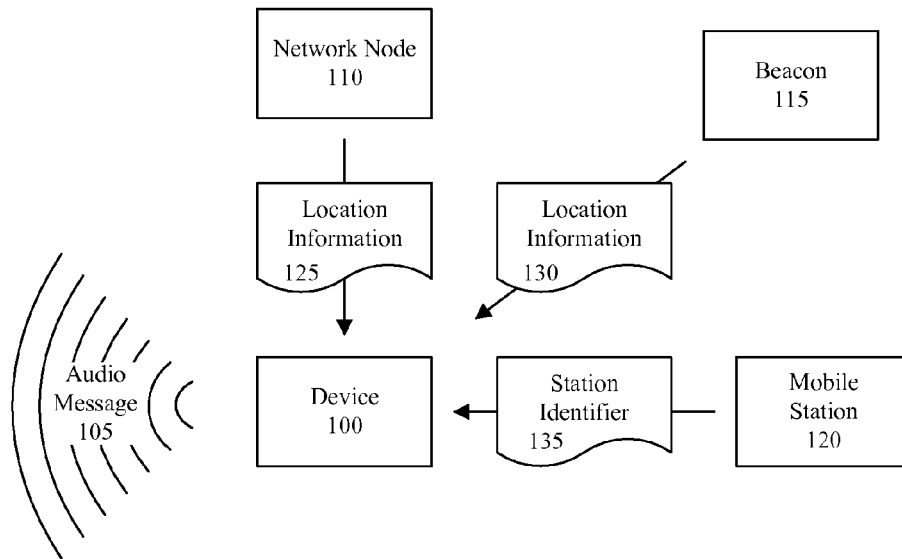 Network Node
110
Beacon
115
Location
Information
125
Location
Information
130
Audio
Message
105
Device
100
Station
Identifier
135
Mobile
Station
120